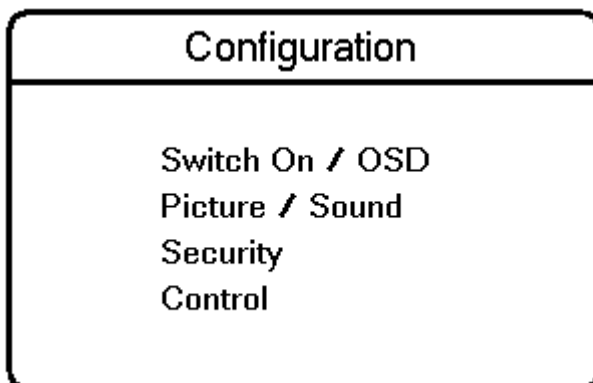 Configuration
Switch On / OSD
Picture / Sound
Security
Control